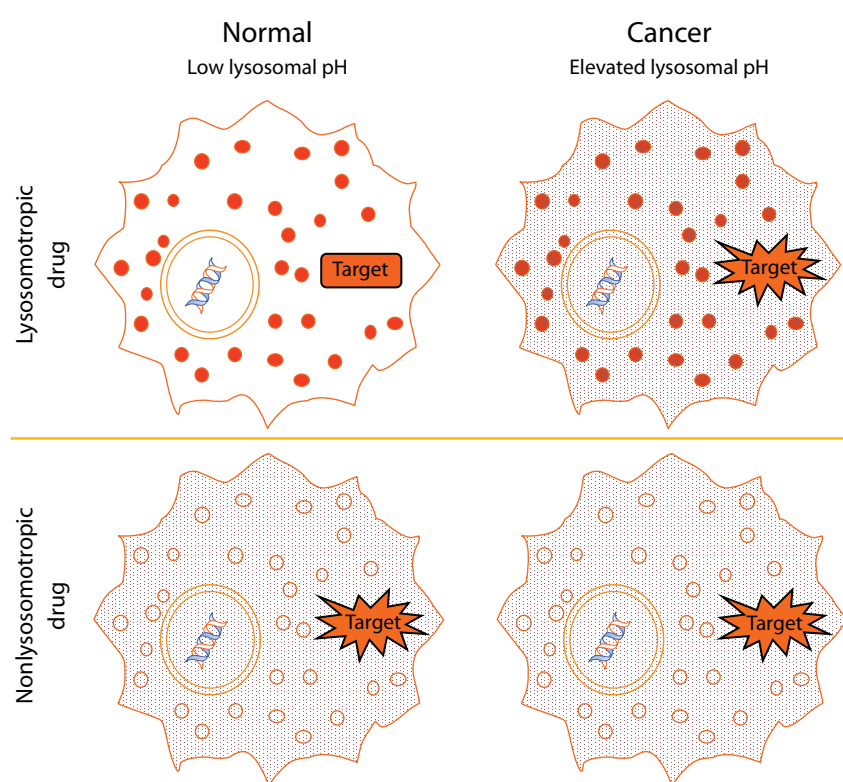 Normal
Low lysosomal pH
Cancer
Elevated lysosomal pH
Lysosomotropic
drug
Target
Target
Nonlysosomotropic
drug
Target
Target